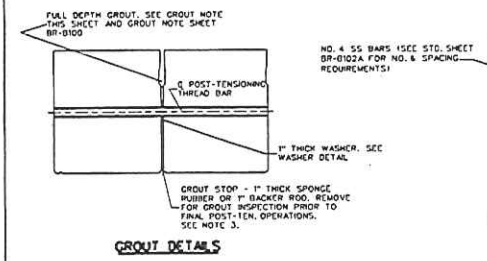 FULL DEPTH GROUT. SEE GROUT NOTE
THIS SHEET AND GROUT NOTE SHEET
BR-B100
NO. 4 SS BARS (SEE STD. SHEET
BR-B102A FOR NO. & SPACING
REQUIREMENTS)
℄ POST-TENSIONING
THREAD BAR
1" THICK WASHER. SEE
WASHER DETAIL
GROUT STOP - 1" THICK SPONGE
RUBBER OR 1" BACKER ROD. REMOVE
FOR GROUT INSPECTION PRIOR TO
FINAL POST-TEN. OPERATIONS.
SEE NOTE 3.
GROUT DETAILS